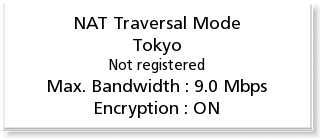 NAT Traversal Mode
Tokyo
Not registered
Max. Bandwidth : 9.0 Mbps
Encryption : ON